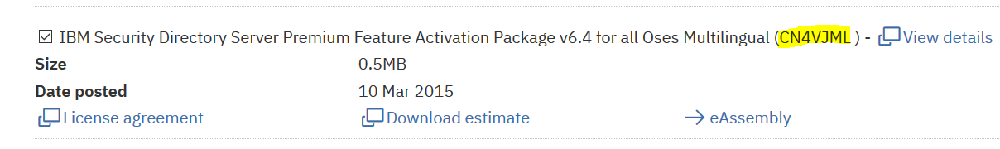 IBM Security Directory Server Premium Feature Activation Package v6.4 for all Oses Multilingual (CN4VJML ) - View details
Size 0.5MB
Date posted 10 Mar 2015
License agreement Download estimate eAssembly